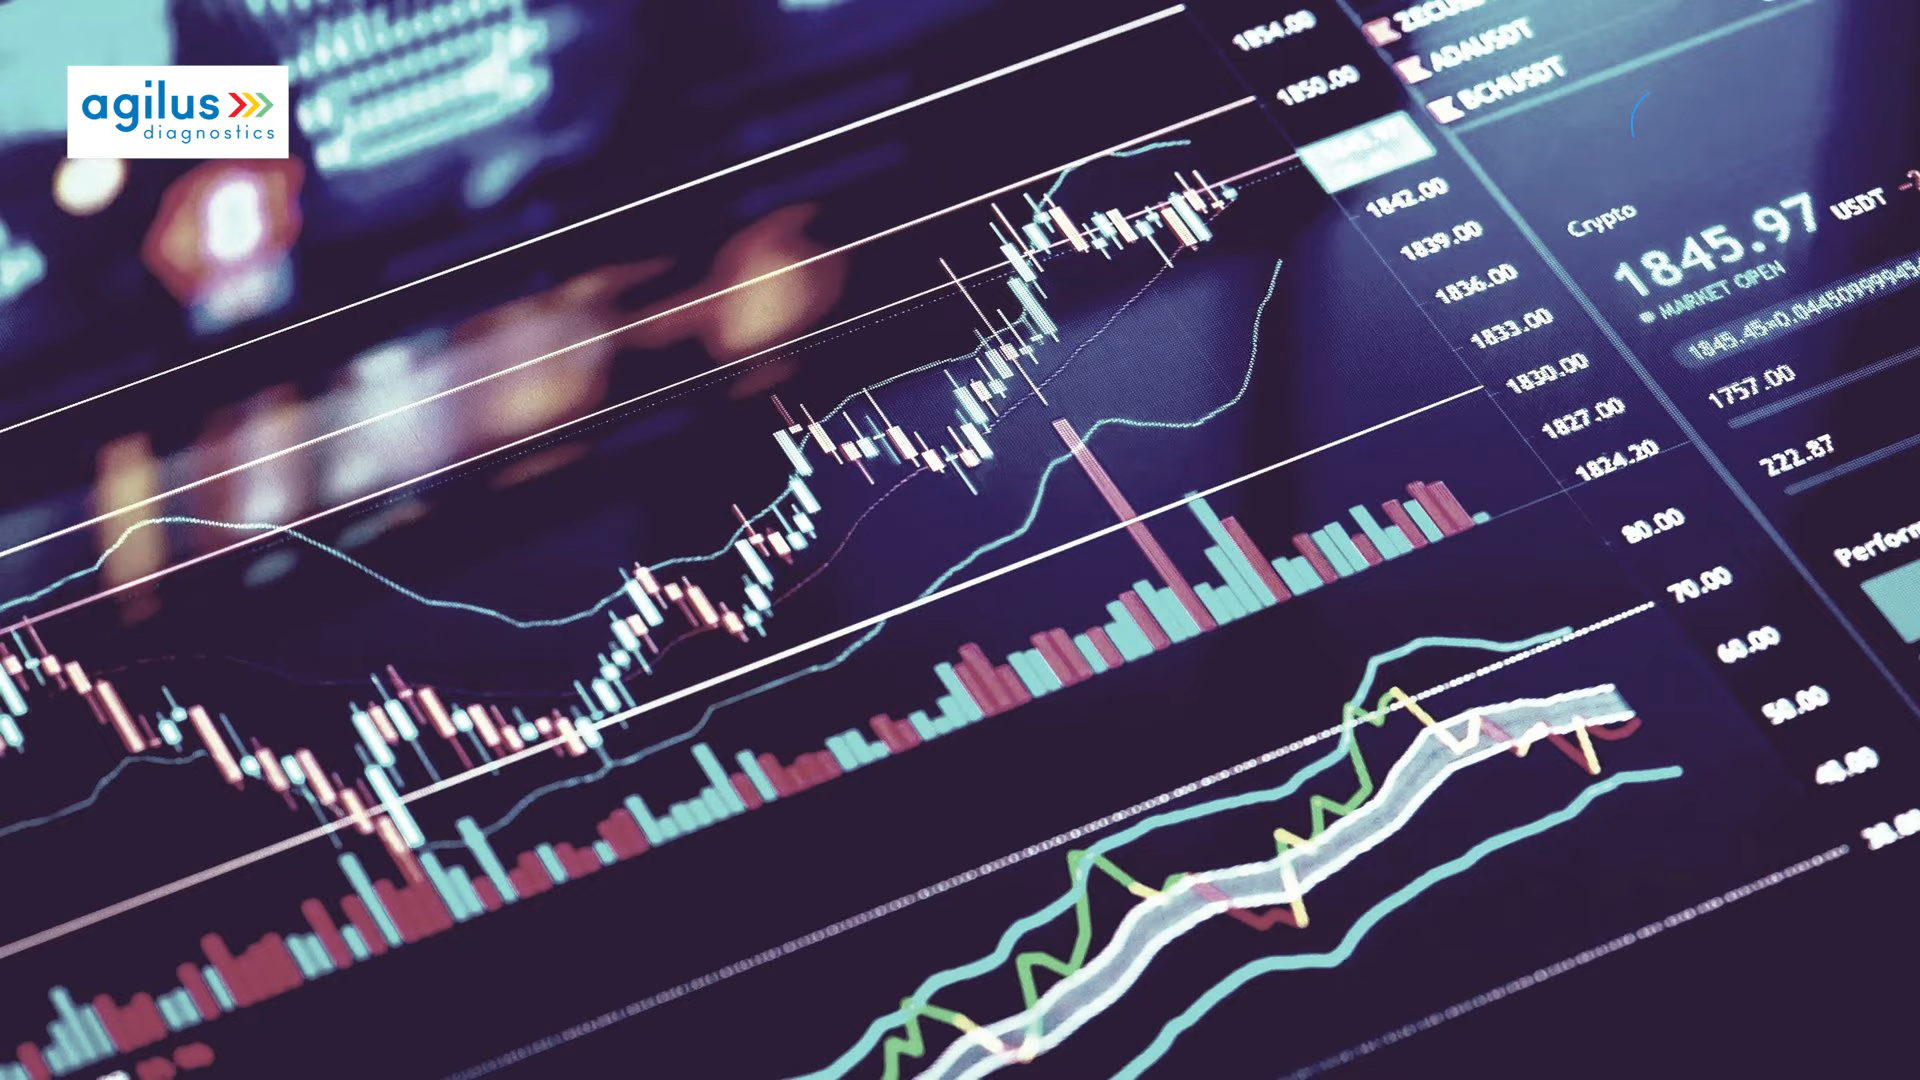 agilus
diagnostics
1854.00
1850.00
1842.00
1839.00
1836.00
1833.00
1830.00
1827.00
1824.20
80.00
70.00
60.00
50.00
40.00
ADAUSDT
BCHUSDT
Crypto
1845.97 USDT
MARKET OPEN
1757.00
222.87